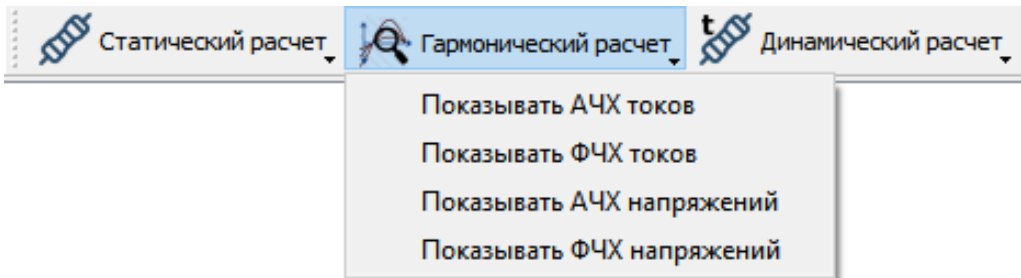 Статический расчет Гармонический расчет t Динамический расчет
Показывать АЧХ токов
Показывать ФЧХ токов
Показывать АЧХ напряжений
Показывать ФЧХ напряжений